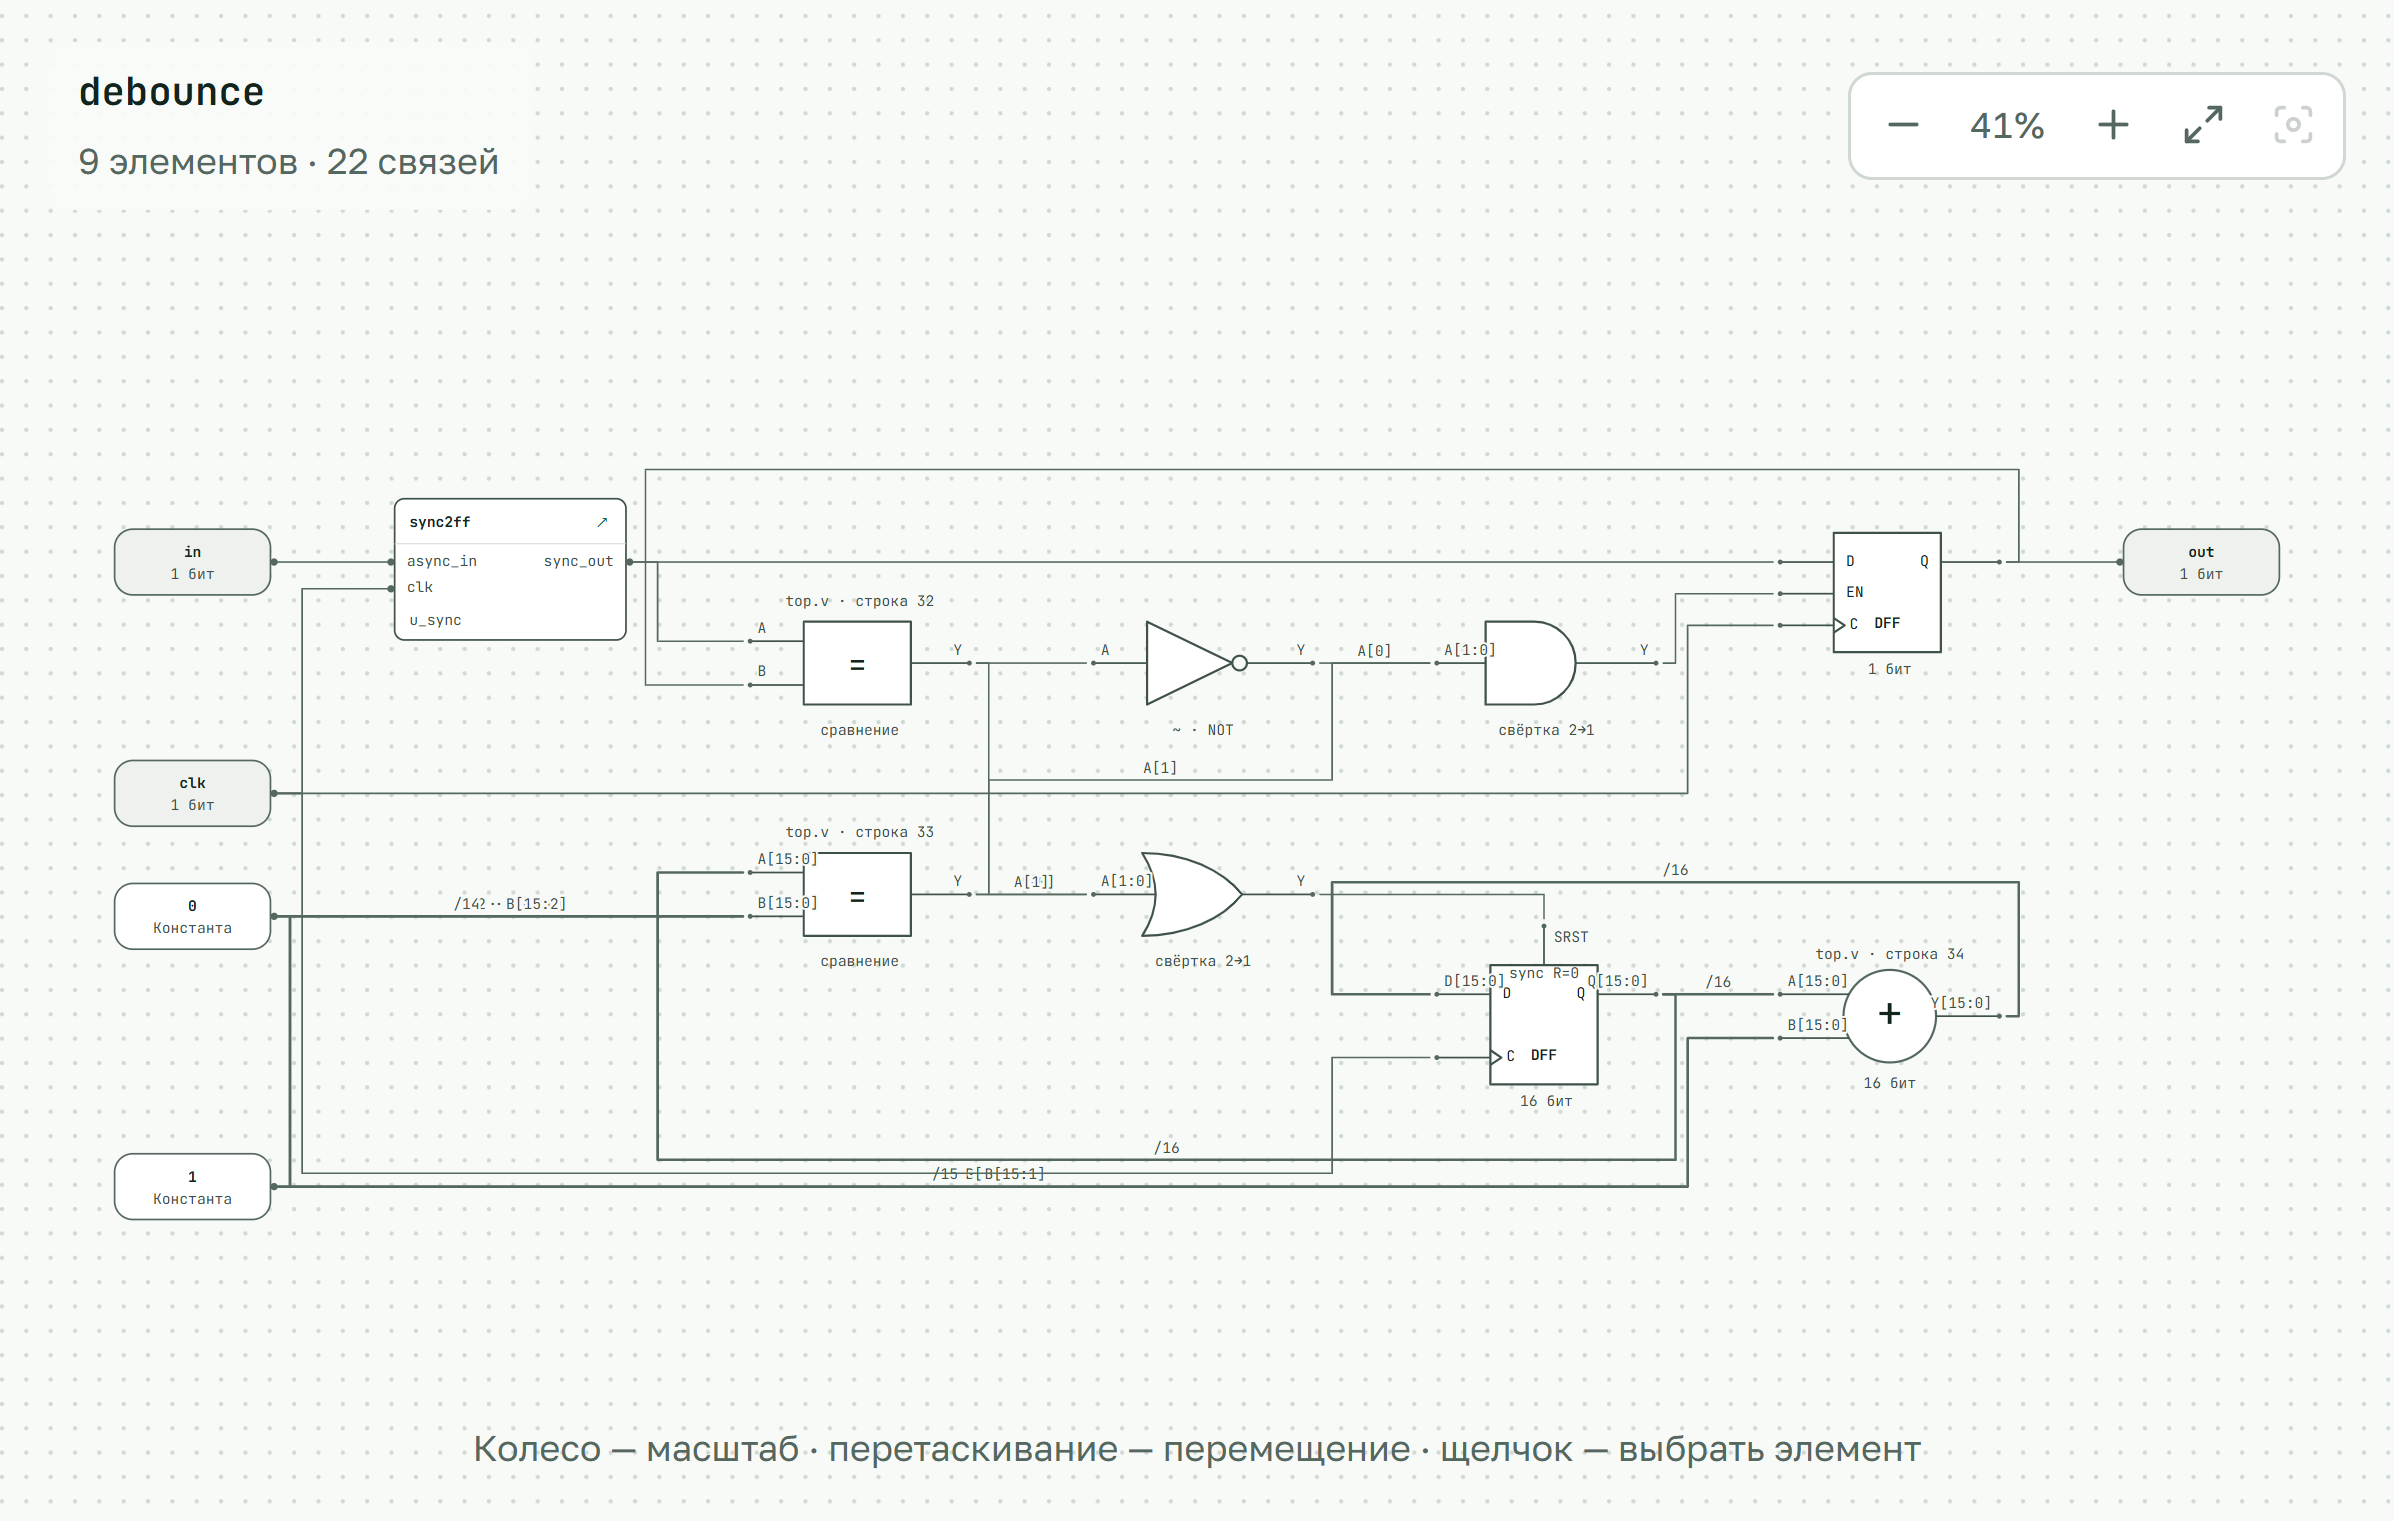 debounce
9 элементов · 22 связей
41%
in
1 бит
sync2ff ↗
async_in sync_out
clk
u_sync
top.v · строка 32
A
B
=
Y
сравнение
A
Y
~ · NOT
A[0]
A[1:0]
Y
свёртка 2→1
D Q
EN
C DFF
1 бит
out
1 бит
A[1]
clk
1 бит
top.v · строка 33
A[15:0]
B[15:0]
=
Y
сравнение
A[1]
A[1:0]
Y
свёртка 2→1
/16
0
Константа
B[15:2]
SRST
sync R=0
D[15:0] Q[15:0]
D Q
C DFF
16 бит
/16
top.v · строка 34
A[15:0]
B[15:0]
+
Y[15:0]
16 бит
/16
/15 B[15:1]
1
Константа
Колесо — масштаб · перетаскивание — перемещение · щелчок — выбрать элемент